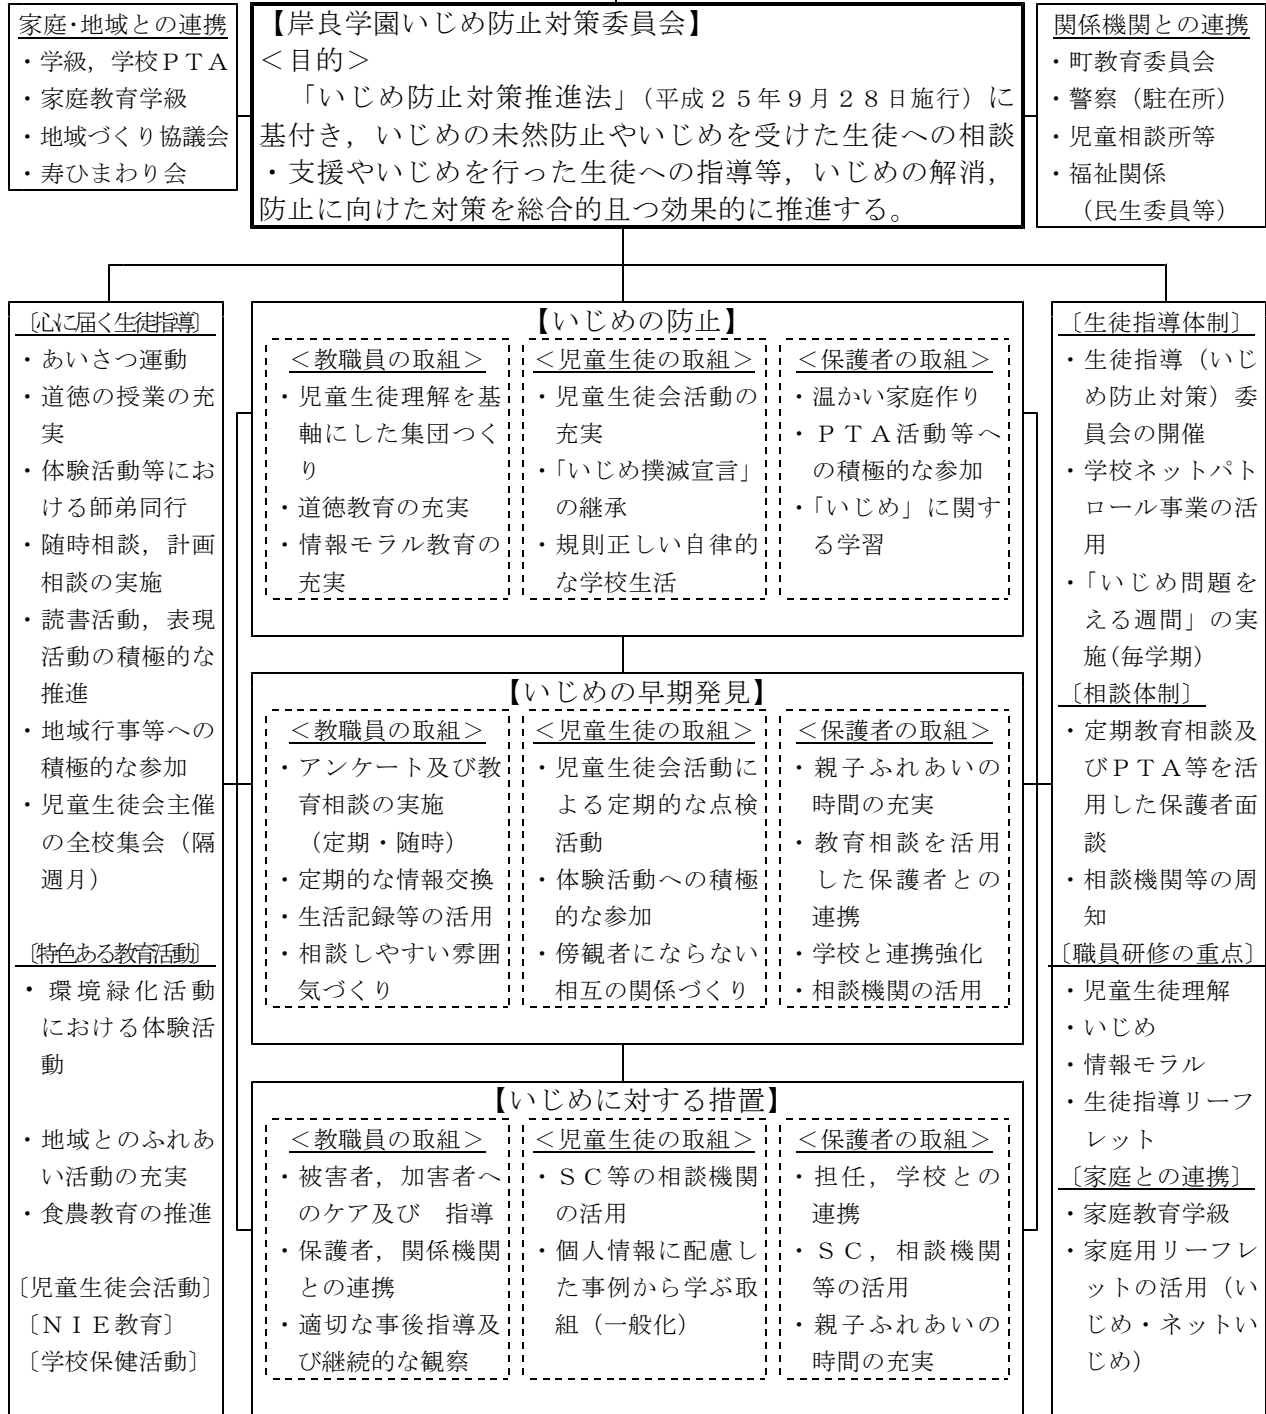 家庭・地域との連携
・学級，学校ＰＴＡ
・家庭教育学級
・地域づくり協議会
・寿ひまわり会
【岸良学園いじめ防止対策委員会】
＜目的＞
「いじめ防止対策推進法」（平成２５年９月２８日施行）に
基付き，いじめの未然防止やいじめを受けた生徒への相談
・支援やいじめを行った生徒への指導等，いじめの解消，
防止に向けた対策を総合的且つ効果的に推進する。
関係機関との連携
・町教育委員会
・警察（駐在所）
・児童相談所等
・福祉関係
（民生委員等）
〔心に届く生徒指導〕
・あいさつ運動
・道徳の授業の充
実
・体験活動等にお
ける師弟同行
・随時相談，計画
相談の実施
・読書活動，表現
活動の積極的な
推進
・地域行事等への
積極的な参加
・児童生徒会主催
の全校集会（隔
週月）
〔特色ある教育活動〕
・環境緑化活動
における体験活
動
・地域とのふれあ
い活動の充実
・食農教育の推進
〔児童生徒会活動〕
〔ＮＩＥ教育〕
〔学校保健活動〕
【いじめの防止】
＜教職員の取組＞
・児童生徒理解を基
軸にした集団つく
り
・道徳教育の充実
・情報モラル教育の
充実
＜児童生徒の取組＞
・児童生徒会活動の
充実
・「いじめ撲滅宣言」
の継承
・規則正しい自律的
な学校生活
＜保護者の取組＞
・温かい家庭作り
・ＰＴＡ活動等へ
の積極的な参加
・「いじめ」に関す
る学習
【いじめの早期発見】
＜教職員の取組＞
・アンケート及び教
育相談の実施
（定期・随時）
・定期的な情報交換
・生活記録等の活用
・相談しやすい雰囲
気づくり
＜児童生徒の取組＞
・児童生徒会活動に
よる定期的な点検
活動
・体験活動への積極
的な参加
・傍観者にならない
相互の関係づくり
＜保護者の取組＞
・親子ふれあいの
時間の充実
・教育相談を活用
した保護者との
連携
・学校と連携強化
・相談機関の活用
【いじめに対する措置】
＜教職員の取組＞
・被害者，加害者へ
のケア及び　指導
・保護者，関係機関
との連携
・適切な事後指導及
び継続的な観察
＜児童生徒の取組＞
・ＳＣ等の相談機関
の活用
・個人情報に配慮し
た事例から学ぶ取
組（一般化）
＜保護者の取組＞
・担任，学校との
連携
・ＳＣ，相談機関
等の活用
・親子ふれあいの
時間の充実
〔生徒指導体制〕
・生徒指導（いじ
め防止対策）委
員会の開催
・学校ネットパト
ロール事業の活
用
・「いじめ問題を
える週間」の実
施(毎学期)
〔相談体制〕
・定期教育相談及
びＰＴＡ等を活
用した保護者面
談
・相談機関等の周
知
〔職員研修の重点〕
・児童生徒理解
・いじめ
・情報モラル
・生徒指導リーフ
レット
〔家庭との連携〕
・家庭教育学級
・家庭用リーフレ
ットの活用（い
じめ・ネットい
じめ）